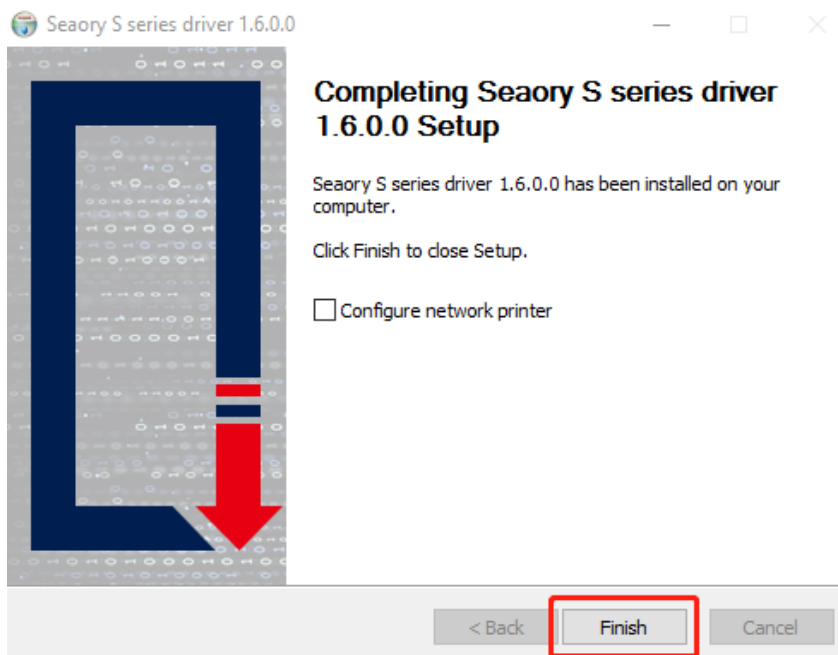 Seaory S series driver 1.6.0.0
Completing Seaory S series driver
1.6.0.0 Setup
Seaory S series driver 1.6.0.0 has been installed on your
computer.
Click Finish to close Setup.
Configure network printer
< Back
Finish
Cancel